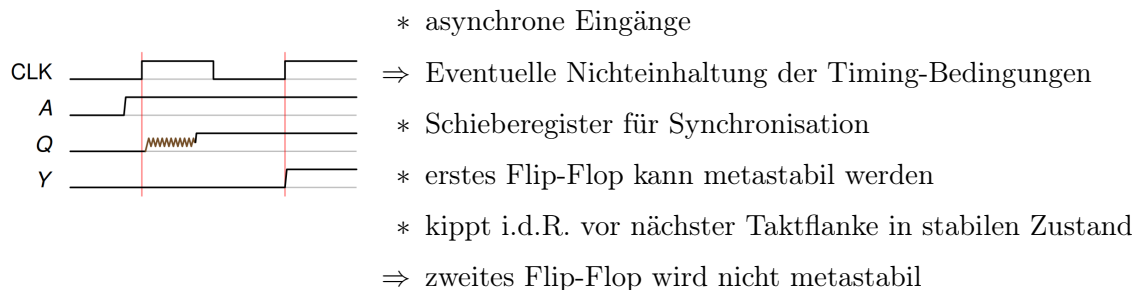 CLK
A
Q
Y
∗ asynchrone Eingänge
⇒ Eventuelle Nichteinhaltung der Timing-Bedingungen
∗ Schieberegister für Synchronisation
∗ erstes Flip-Flop kann metastabil werden
∗ kippt i.d.R. vor nächster Taktflanke in stabilen Zustand
⇒ zweites Flip-Flop wird nicht metastabil